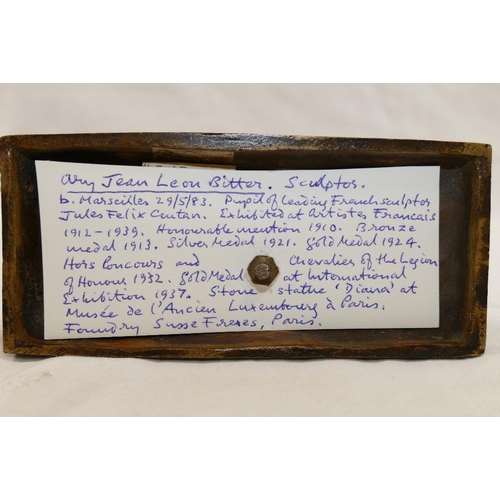 Ary Jean Leon Bitter. Sculptor.
b. Marseilles 29/5/83. Pupil of leading French sculptor
Jules Felix Coutan. Exhibited at Artistes Francais
1912-1939. Honourable mention 1910. Bronze
medal 1913. Silver Medal 1921. Gold Medal 1924.
Hors Concours and Chevalier of the Legion
of Honour 1932. Gold Medal at International
Exhibition 1937. Stone statue 'Diana' at
Musée de l'Ancien Luxembourg à Paris.
Foundry Susse Freres, Paris.